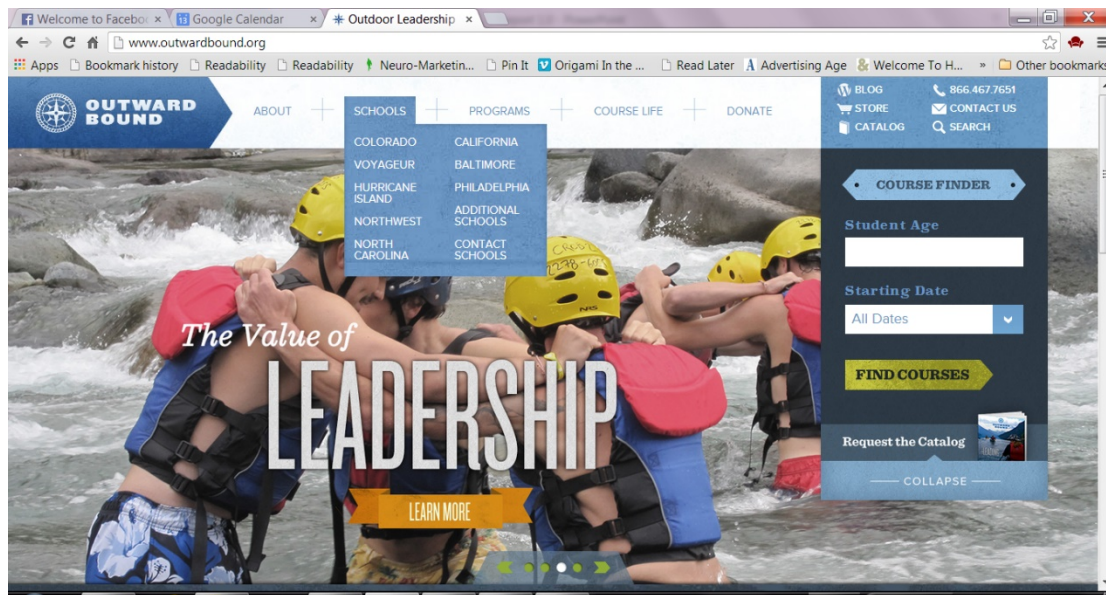 Welcome to Faceboo
Google Calendar
Outdoor Leadership
www.outwardbound.org
Apps
Bookmark history
Readability
Readability
Neuro-Marketin...
Pin It
Origami In the ...
Read Later
Advertising Age
Welcome To H...
»
Other bookmarks
OUTWARD
BOUND
ABOUT
SCHOOLS
PROGRAMS
COURSE LIFE
DONATE
BLOG
866.467.7651
STORE
CONTACT US
CATALOG
SEARCH
COLORADO
CALIFORNIA
VOYAGEUR
BALTIMORE
HURRICANE
ISLAND
PHILADELPHIA
NORTHWEST
ADDITIONAL
SCHOOLS
NORTH
CAROLINA
CONTACT
SCHOOLS
COURSE FINDER
Student Age
Starting Date
All Dates
FIND COURSES
Request the Catalog
COLLAPSE
The Value of
LEADERSHIP
LEARN MORE
NRS